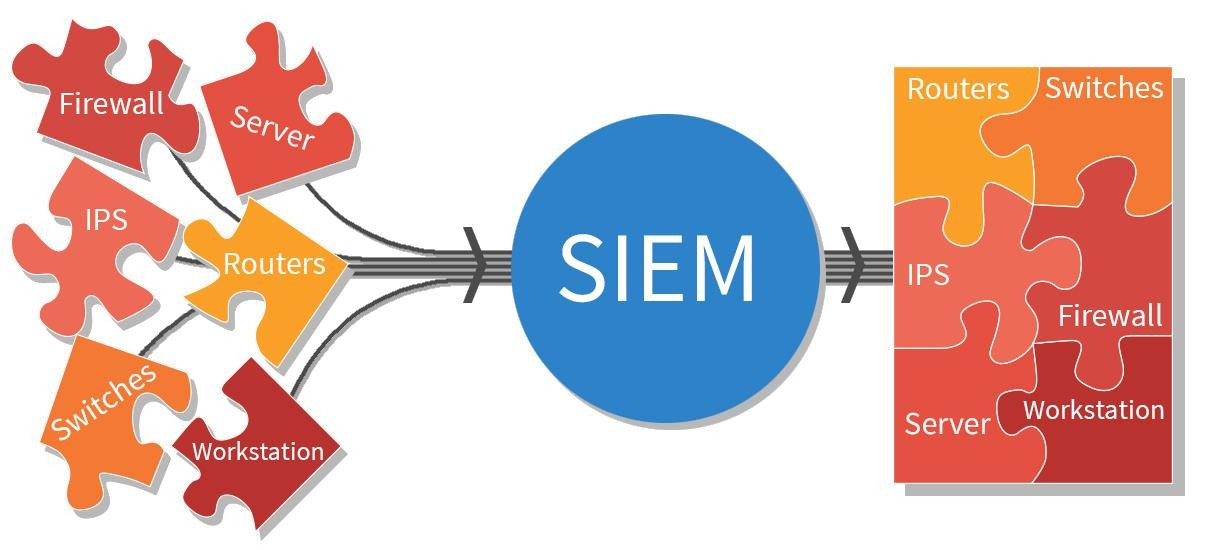 Firewall
Server
IPS
Routers
Switches
Workstation
SIEM
Routers
Switches
IPS
Firewall
Server
Workstation